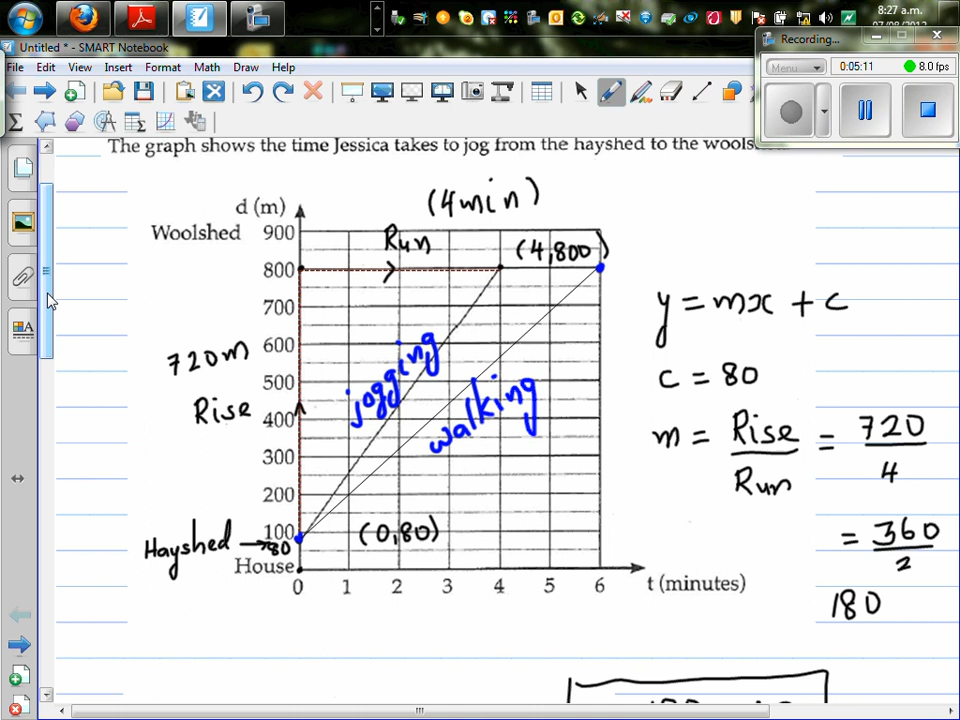 8:27 a.m.
07/08/2012
Untitled * - SMART Notebook
Recording...
File Edit View Insert Format Math Draw Help
Menu
0:05:11
8.0 fps
The graph shows the time Jessica takes to jog from the hayshed to the
d (m)
(4min)
Woolshed 900
Run
(4,800)
800
700
y = mx + c
720m
600
jogging
c = 80
500
walking
Rise
400
m = Rise / Run = 720 / 4
300
200
100
(0,80)
= 360 / 2
Hayshed → 80
House
0 1 2 3 4 5 6 t (minutes)
180